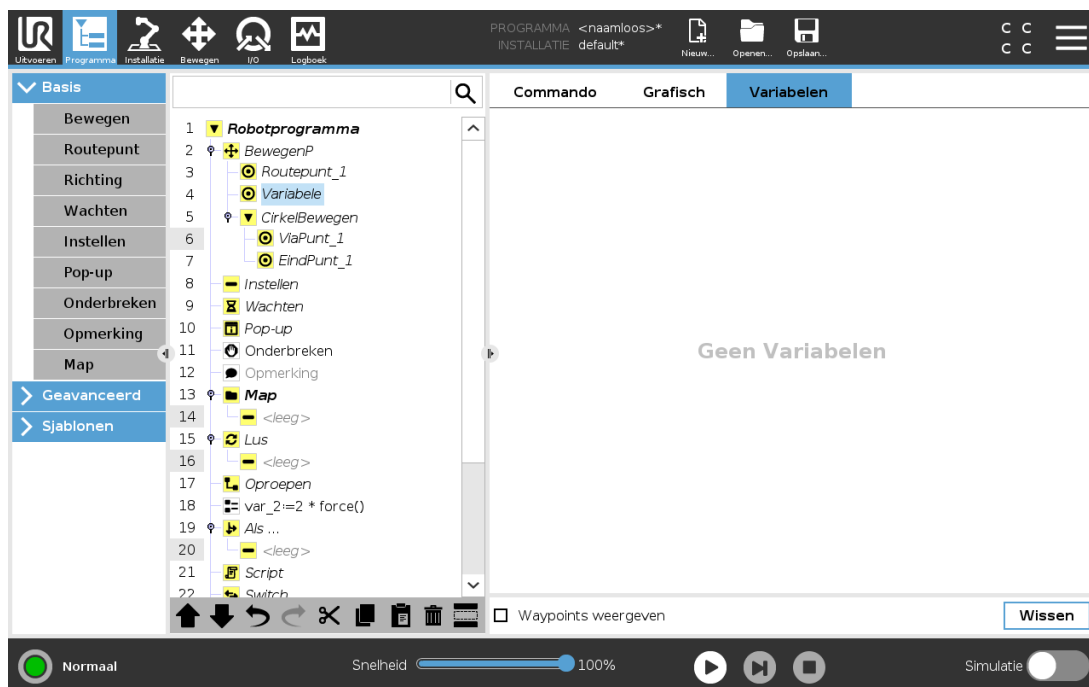 PROGRAMMA <naamloos>*
INSTALLATIE default*
C C
C C
Uitvoeren Programma Installatie Bewegen I/O Logboek Nieuw... Openen... Opslaan...
Basis
Bewegen
Routepunt
Richting
Wachten
Instellen
Pop-up
Onderbreken
Opmerking
Map
Geavanceerd
Sjablonen
1 Robotprogramma
2 BewegenP
3 Routepunt_1
4 Variabele
5 CirkelBewegen
6 ViaPunt_1
7 EindPunt_1
8 Instellen
9 Wachten
10 Pop-up
11 Onderbreken
12 Opmerking
13 Map
14 <leeg>
15 Lus
16 <leeg>
17 Oproepen
18 var_2:=2 * force()
19 Als ...
20 <leeg>
21 Script
22 Switch
Commando Grafisch Variabelen
Geen Variabelen
Waypoints weergeven Wissen
Normaal Snelheid 100% Simulatie